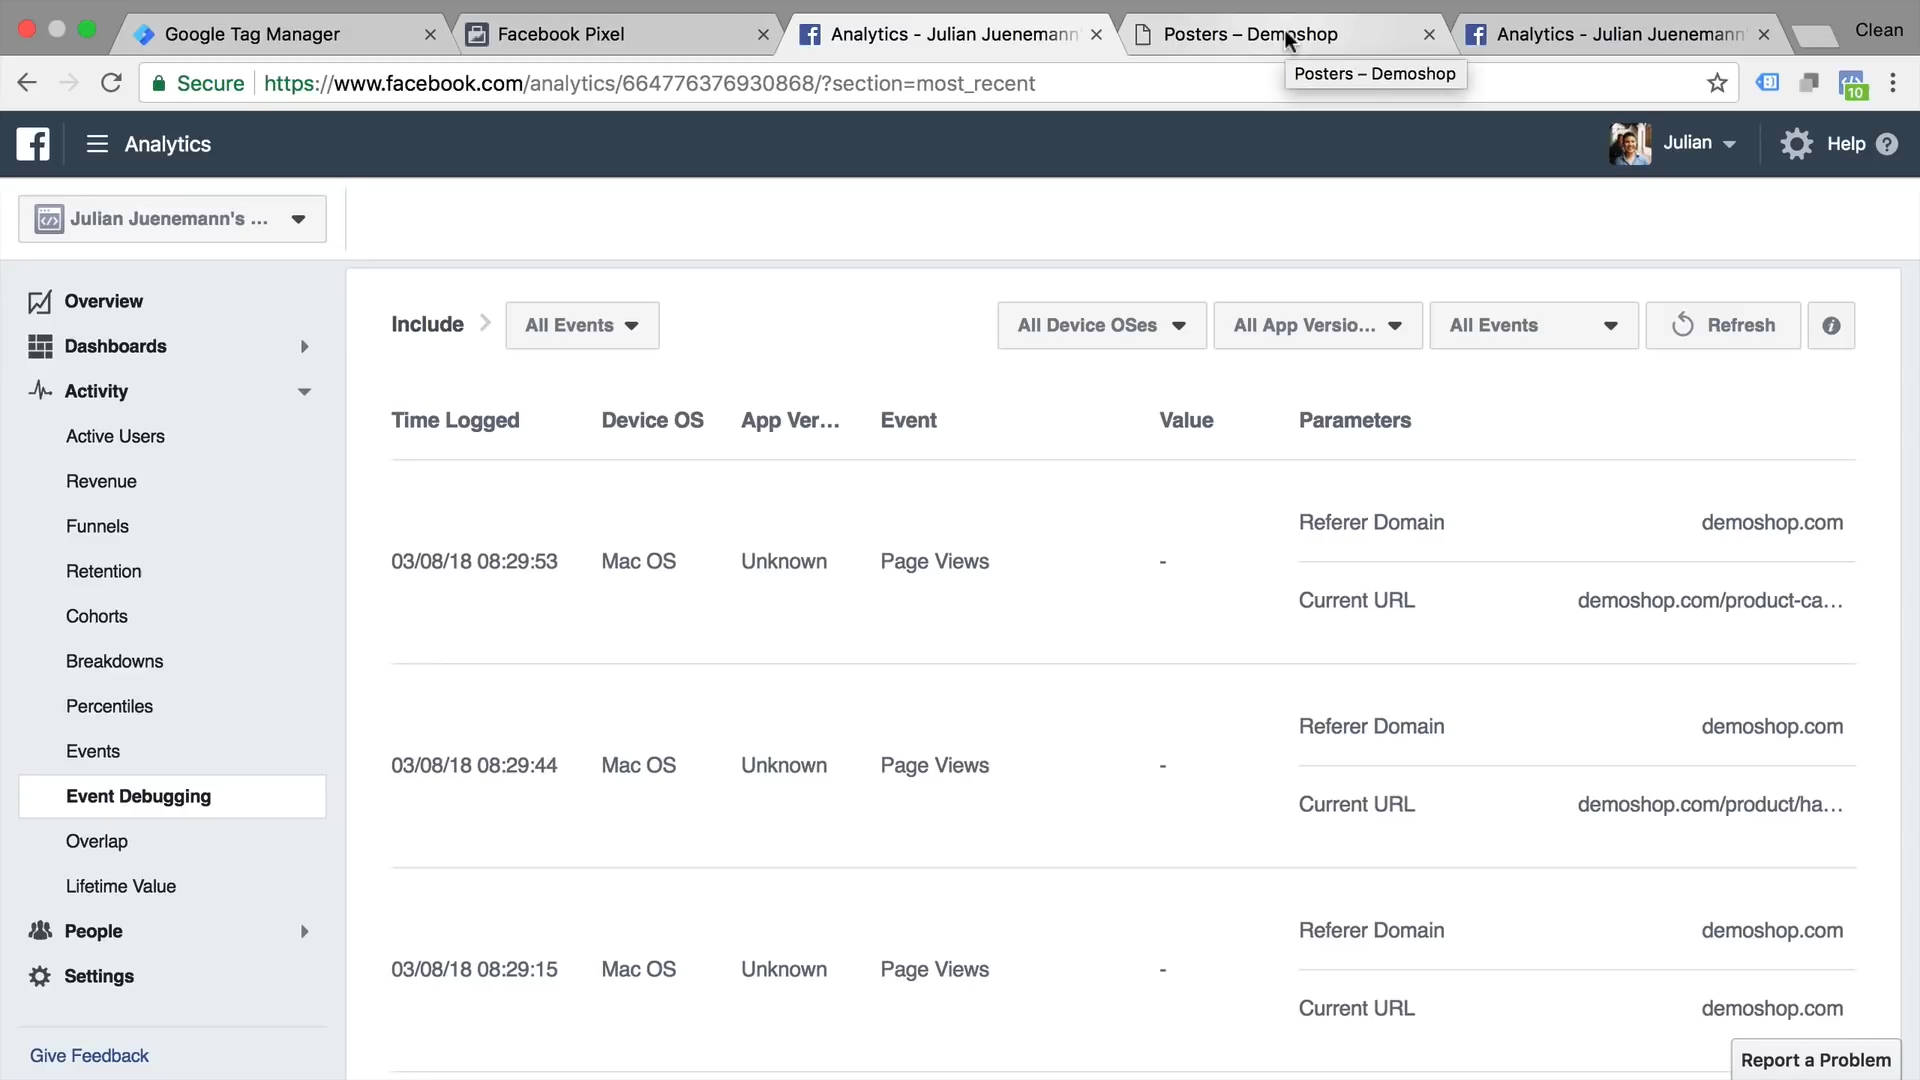 Google Tag Manager
Facebook Pixel
Analytics - Julian Juenemann'
Posters – Demoshop
Analytics - Julian Juenemann'
Clean
Secure
https://www.facebook.com/analytics/664776376930868/?section=most_recent
Posters – Demoshop
10
Analytics
Julian
Help
Julian Juenemann's ...
Overview
Dashboards
Activity
Active Users
Revenue
Funnels
Retention
Cohorts
Breakdowns
Percentiles
Events
Event Debugging
Overlap
Lifetime Value
People
Settings
Give Feedback
Include
All Events
All Device OSes
All App Versio...
All Events
Refresh
Time Logged Device OS App Ver... Event Value Parameters
03/08/18 08:29:53 Mac OS Unknown Page Views -
Referer Domain demoshop.com
Current URL demoshop.com/product-ca...
03/08/18 08:29:44 Mac OS Unknown Page Views -
Referer Domain demoshop.com
Current URL demoshop.com/product/ha...
03/08/18 08:29:15 Mac OS Unknown Page Views -
Referer Domain demoshop.com
Current URL demoshop.com
Report a Problem